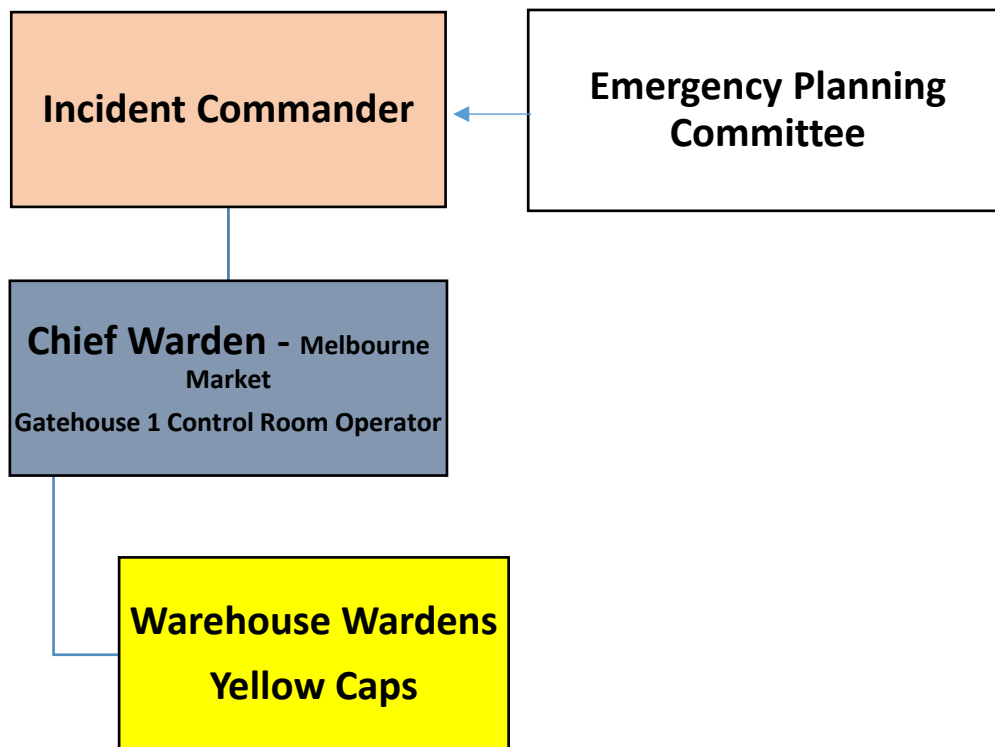 Incident Commander
Emergency Planning
Committee
Chief Warden - Melbourne
Market
Gatehouse 1 Control Room Operator
Warehouse Wardens
Yellow Caps